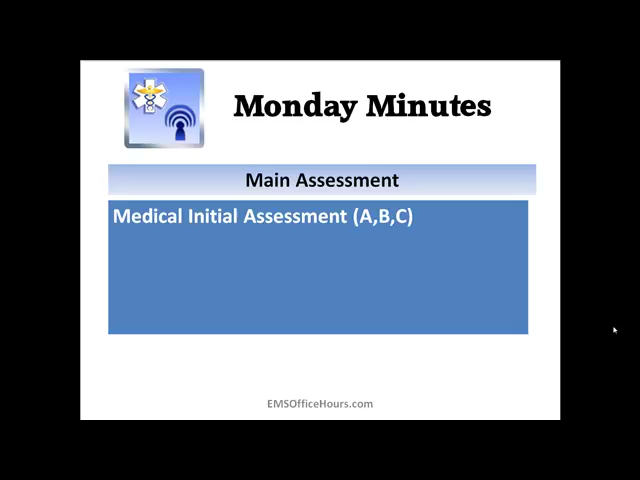 Monday Minutes
Main Assessment
Medical Initial Assessment (A,B,C)
EMSOfficeHours.com